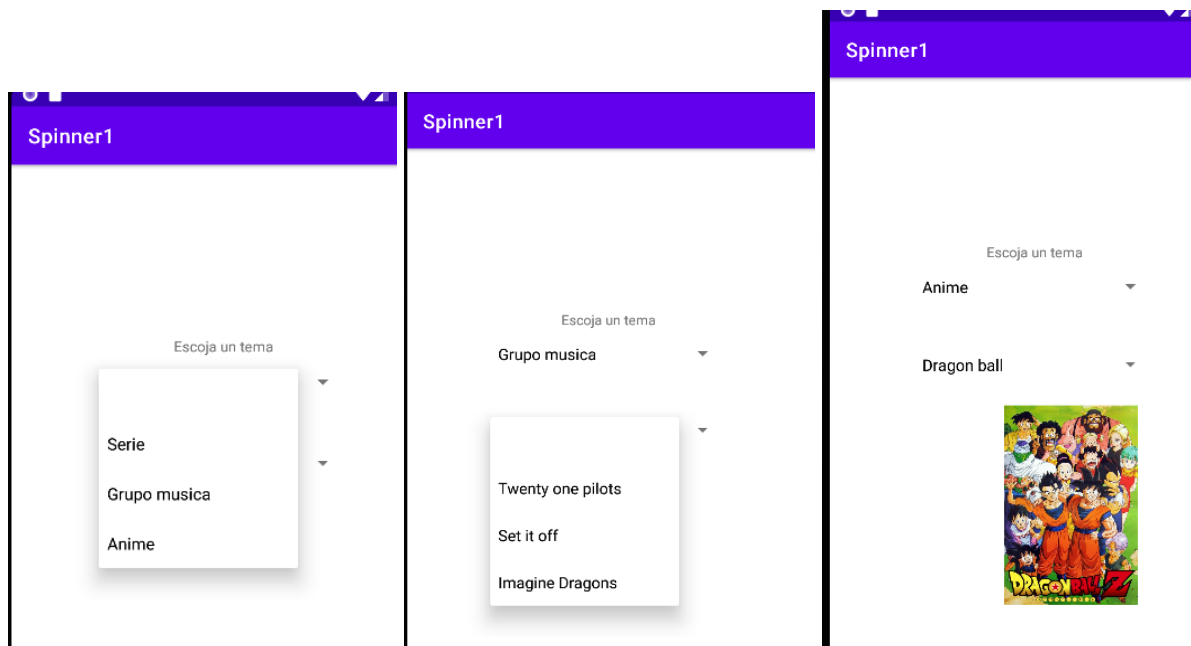 Spinner1
Escoja un tema
Serie
Grupo musica
Anime
Spinner1
Escoja un tema
Grupo musica
Twenty one pilots
Set it off
Imagine Dragons
Spinner1
Escoja un tema
Anime
Dragon ball
DRAGON BALL Z